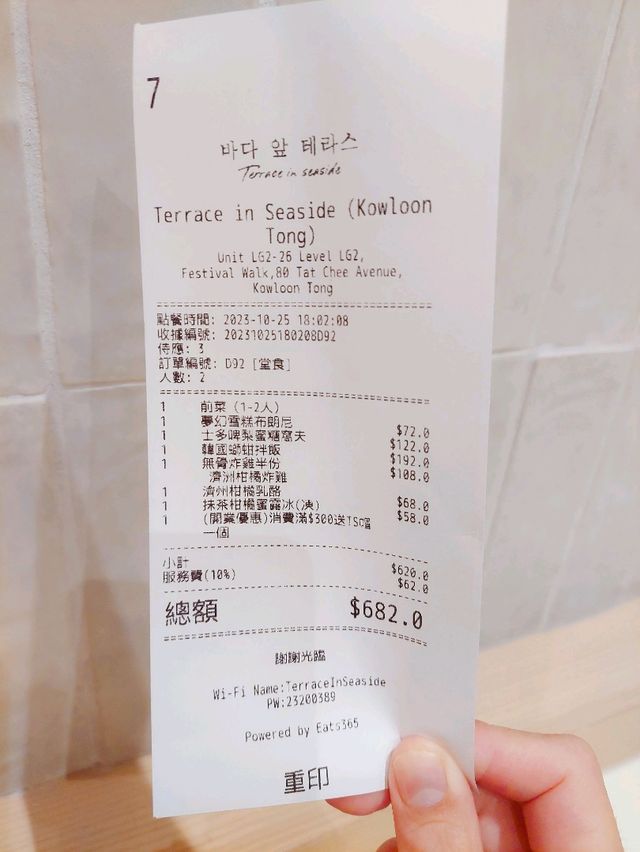 7
바다 앞 테라스
Terrace in seaside
Terrace in Seaside (Kowloon
Tong)
Unit LG2-26 Level LG2,
Festival Walk,80 Tat Chee Avenue,
Kowloon Tong
點餐時間: 2023-10-25 18:02:08
收據編號: 20231025180208D92
侍應: 3
訂單編號: D92 [堂食]
人數: 2
1 前菜 (1-2人)
1 夢幻雪糕布朗尼 $72.0
1 士多啤梨蜜糖窩夫 $122.0
1 韓國螄蚶拌飯 $192.0
1 無骨炸雞半份 $108.0
濟洲柑橘炸雞
1 濟州柑橘乳酪 $68.0
1 抹茶柑橘蜜露冰(凍) $58.0
1 (開業優惠)消費滿$300送TSC帽
一個
小計 $620.0
服務費(10%) $62.0
總額 $682.0
謝謝光臨
Wi-Fi Name:TerraceInSeaside
PW:23200389
Powered by Eats365
重印